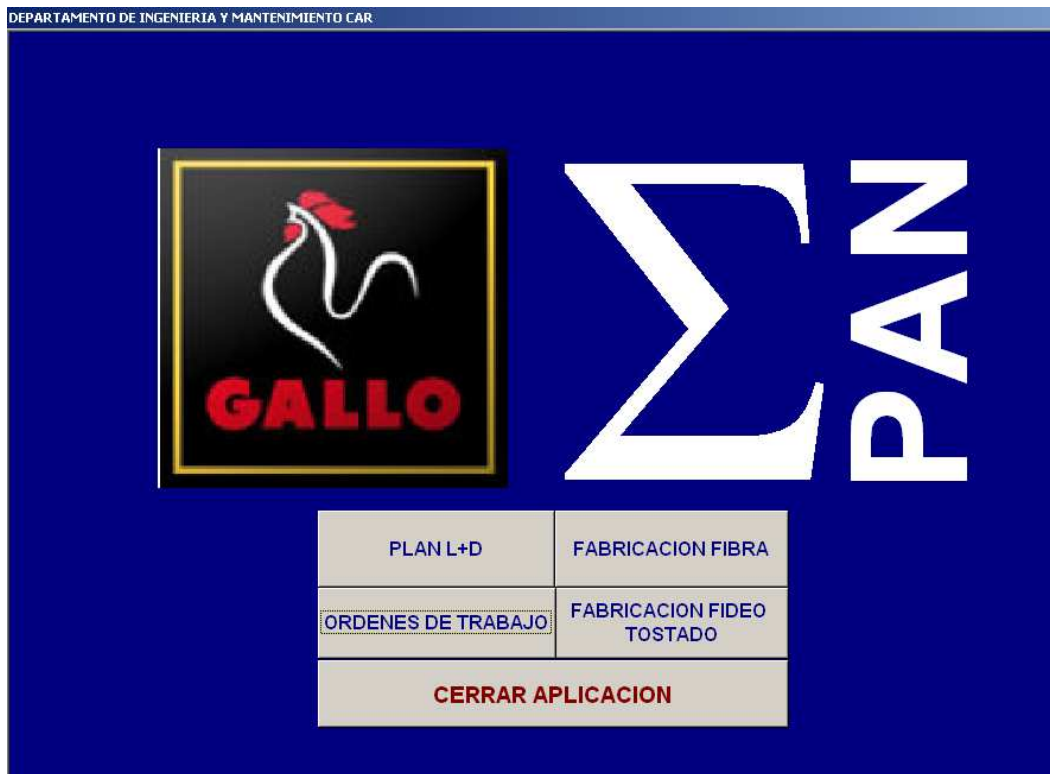 DEPARTAMENTO DE INGENIERIA Y MANTENIMIENTO CAR
GALLO
Σ
PAN
PLAN L+D
FABRICACION FIBRA
ORDENES DE TRABAJO
FABRICACION FIDEO
TOSTADO
CERRAR APLICACION